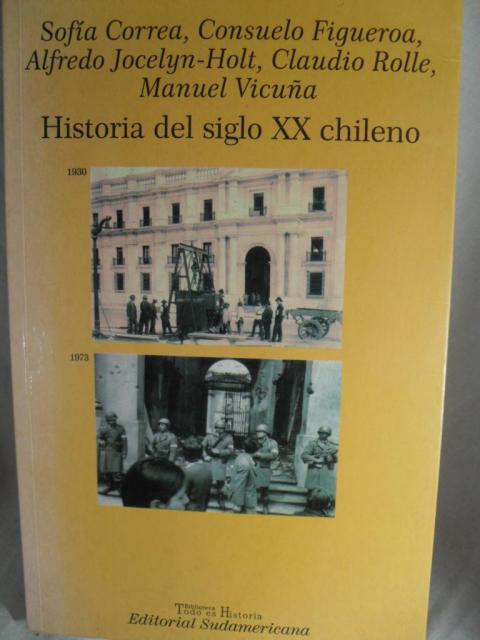 Sofía Correa, Consuelo Figueroa,
Alfredo Jocelyn-Holt, Claudio Rolle,
Manuel Vicuña
Historia del siglo XX chileno
1930
1973
Biblioteca
Todo es Historia
Editorial Sudamericana